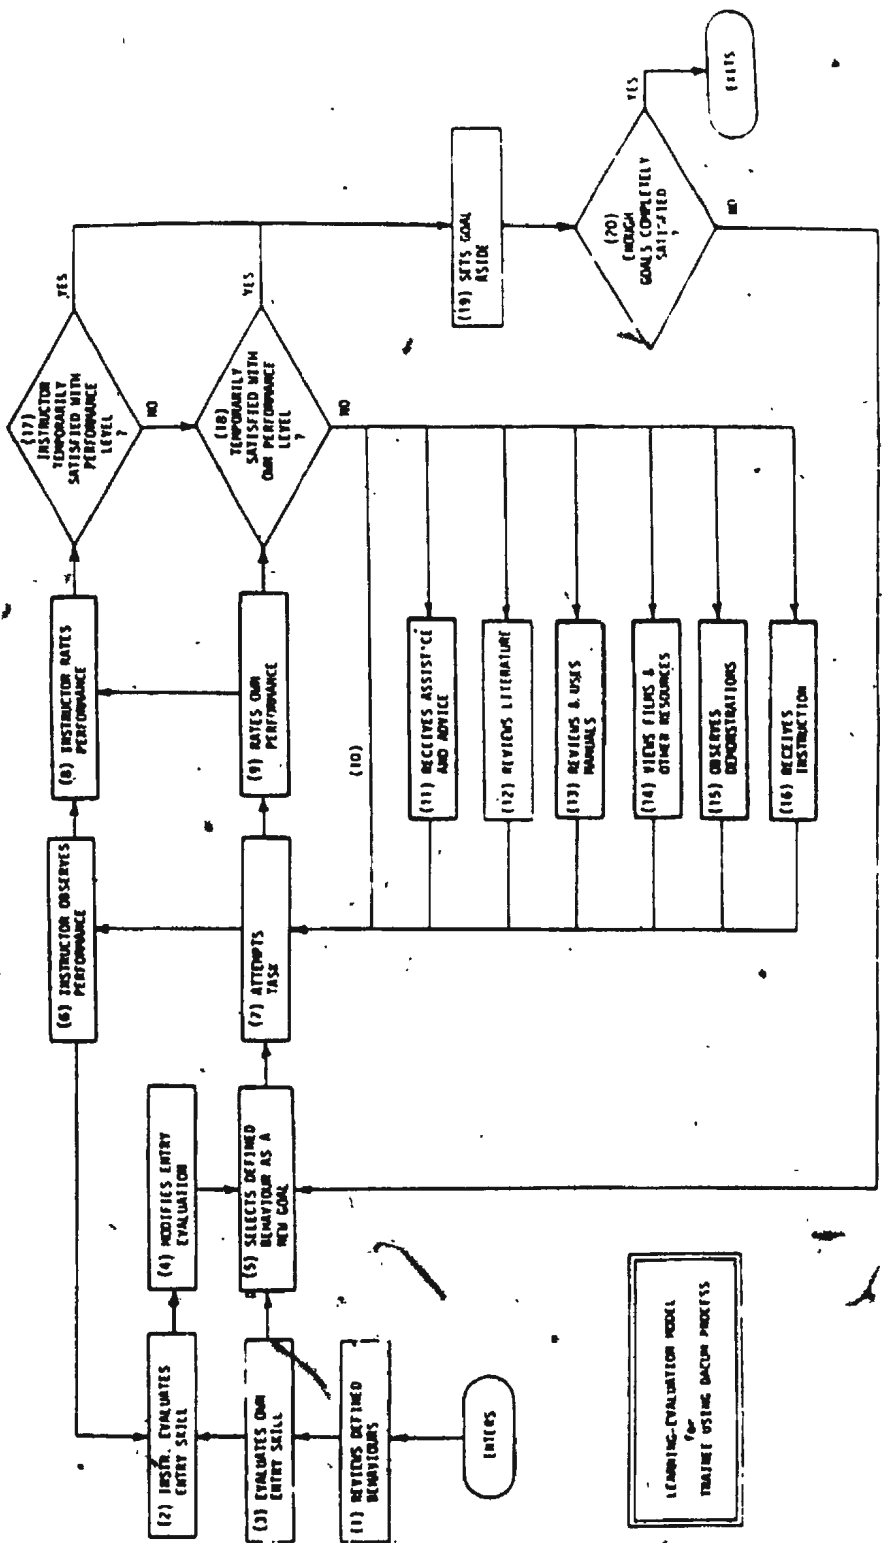 (17)
INSTRUCTOR
TEMPORARILY
SATISFIED WITH
PERFORMANCE
LEVEL
?
YES
NO
(8) INSTRUCTOR RATES
PERFORMANCE
(6) INSTRUCTOR OBSERVES
PERFORMANCE
(4) MODIFIES ENTRY
EVALUATION
(2) INSTR. EVALUATES
ENTRY SKILL
(18)
TEMPORARILY
SATISFIED WITH
OWN PERFORMANCE
LEVEL
?
YES
NO
(9) RATES OWN
PERFORMANCE
(7) ATTEMPTS
TASK
(5) SELECTS DEFINED
BEHAVIOUR AS A
NEW GOAL
(3) EVALUATES OWN
ENTRY SKILL
(1) REVIEWS DEFINED
BEHAVIOURS
ENTERS
(10)
(11) RECEIVES ASSISTANCE
AND ADVICE
(12) REVIEWS LITERATURE
(13) REVIEWS & USES
MANUALS
(14) VIEWS FILMS &
OTHER RESOURCES
(15) OBSERVES
DEMONSTRATIONS
(16) RECEIVES
INSTRUCTION
(19) SETS GOAL
ASIDE
(20)
ENOUGH
GOALS COMPLETELY
SATISFIED
?
YES
NO
EXITS
LEARNING-EVALUATION MODEL
for
TRAINEE USING DACUM PROCESS